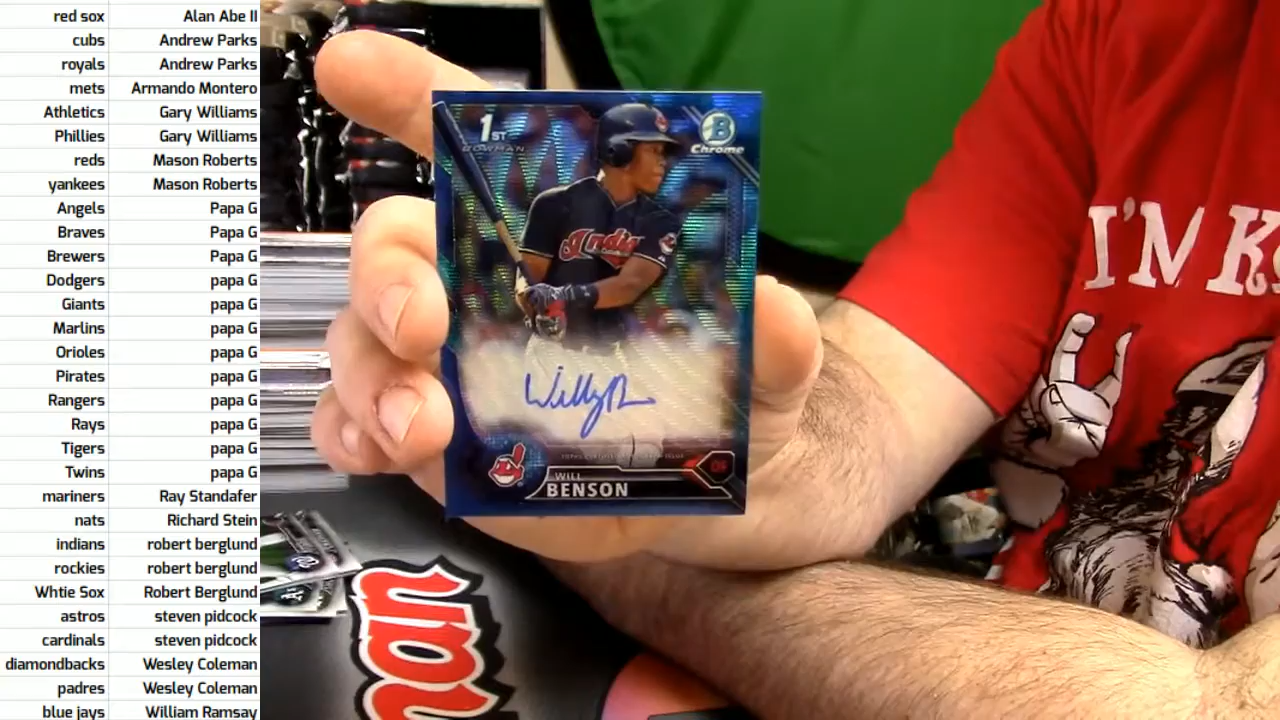 red sox Alan Abe II
cubs Andrew Parks
royals Andrew Parks
mets Armando Montero
Athletics Gary Williams
Phillies Gary Williams
reds Mason Roberts
yankees Mason Roberts
Angels Papa G
Braves Papa G
Brewers Papa G
Dodgers papa G
Giants papa G
Marlins papa G
Orioles papa G
Pirates papa G
Rangers papa G
Rays papa G
Tigers papa G
Twins papa G
mariners Ray Standafer
nats Richard Stein
indians robert berglund
rockies robert berglund
Whtie Sox Robert Berglund
astros steven pidcock
cardinals steven pidcock
diamondbacks Wesley Coleman
padres Wesley Coleman
blue jays William Ramsay
1ST
BOWMAN
B
Chrome
Indi
WILL
BENSON
OF
I'M K